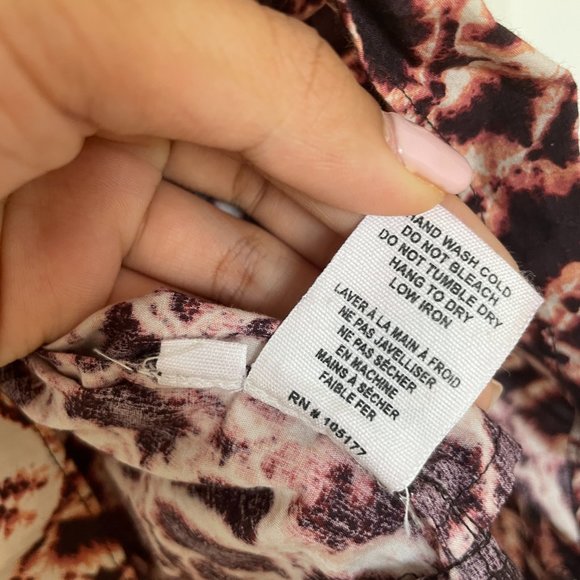 HAND WASH COLD
DO NOT BLEACH
DO NOT TUMBLE DRY
HANG TO DRY
LOW IRON
LAVER À LA MAIN À FROID
NE PAS JAVELLISER
NE PAS SÉCHER
EN MACHINE
MAINS À SÉCHER
FAIBLE FER
RN # 105177